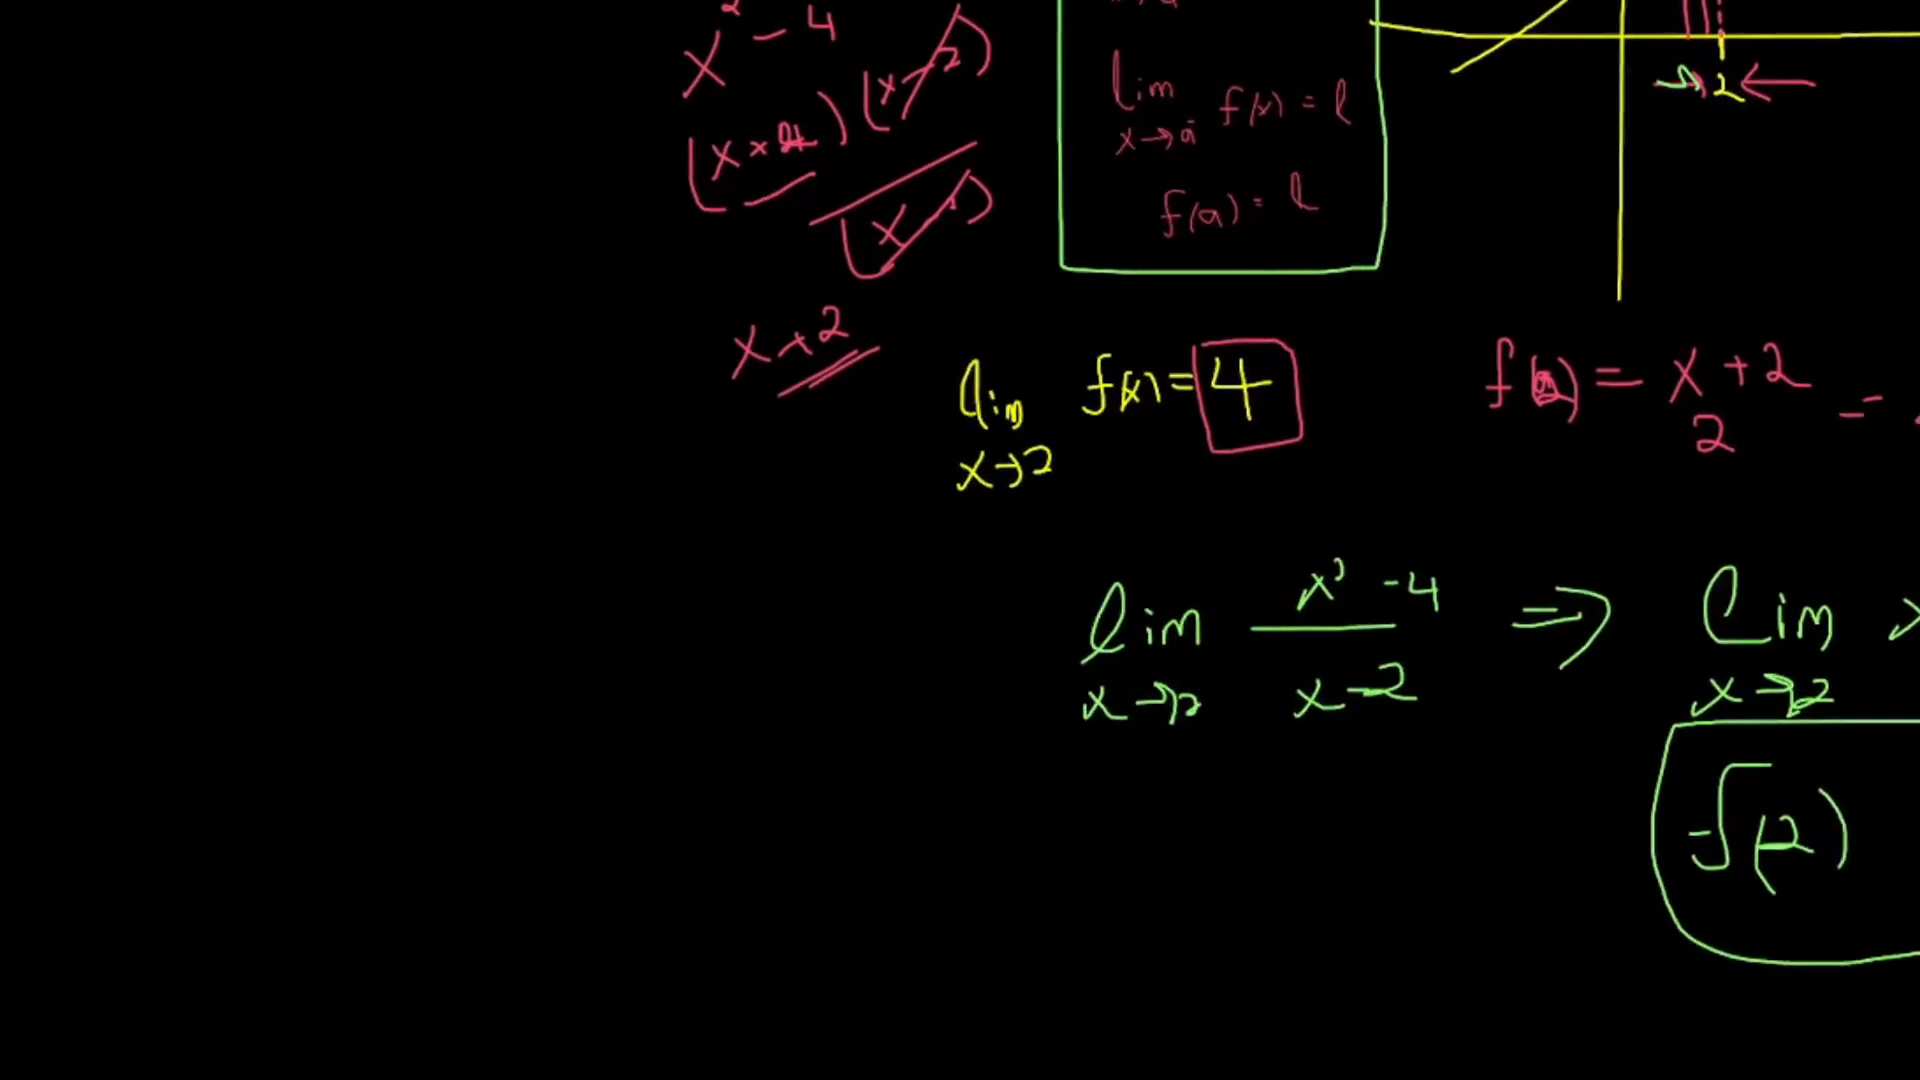 x² - 4
(x + 2) (x - 2)
(x - 2)
x + 2
lim f(x) = l
x → a⁻
f(a) = l
2
lim f(x) = 4
x → 2
f(2) = x + 2 =
2
lim x² - 4 ⇒ lim x
x → 2 x - 2 x → 2
= f(2)